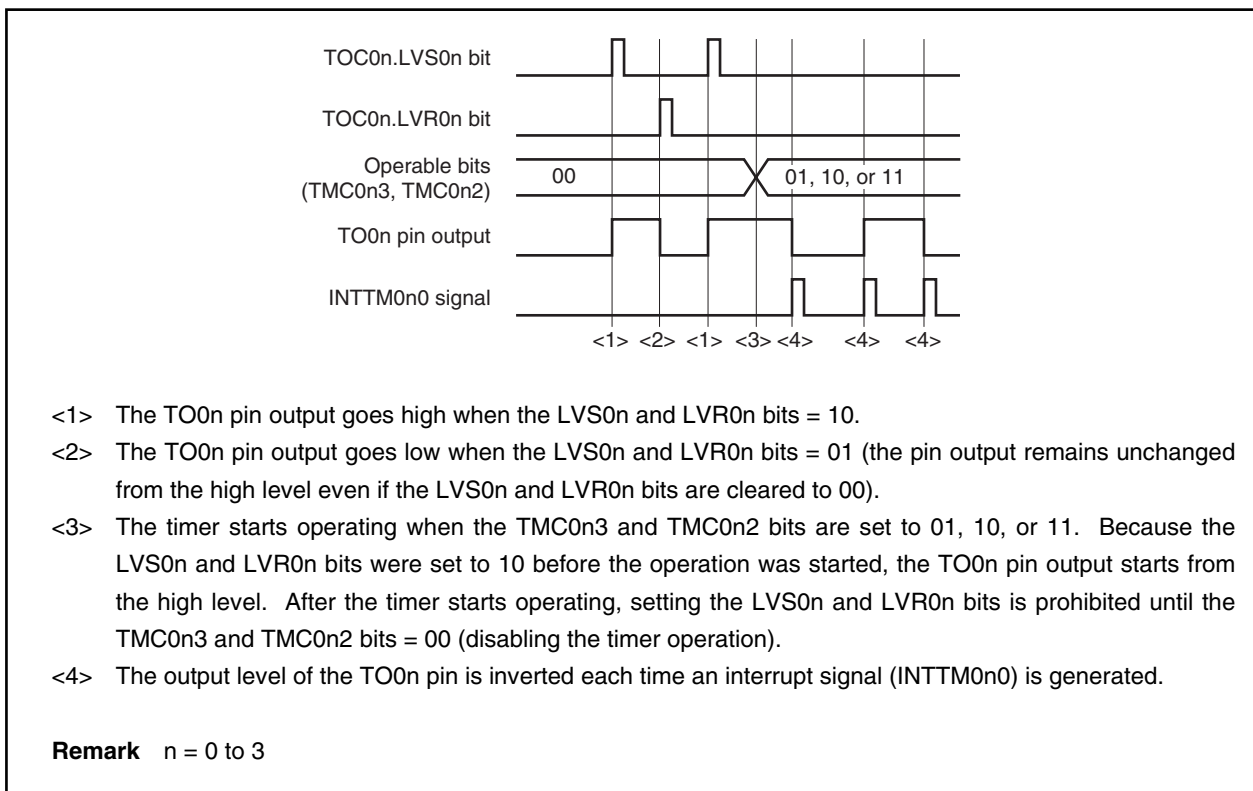 TOC0n.LVS0n bit
TOC0n.LVR0n bit
Operable bits
(TMC0n3, TMC0n2)
00
01, 10, or 11
TO0n pin output
INTTM0n0 signal
<1> <2> <1> <3> <4> <4> <4>
<1> The TO0n pin output goes high when the LVS0n and LVR0n bits = 10.
<2> The TO0n pin output goes low when the LVS0n and LVR0n bits = 01 (the pin output remains unchanged
from the high level even if the LVS0n and LVR0n bits are cleared to 00).
<3> The timer starts operating when the TMC0n3 and TMC0n2 bits are set to 01, 10, or 11. Because the
LVS0n and LVR0n bits were set to 10 before the operation was started, the TO0n pin output starts from
the high level. After the timer starts operating, setting the LVS0n and LVR0n bits is prohibited until the
TMC0n3 and TMC0n2 bits = 00 (disabling the timer operation).
<4> The output level of the TO0n pin is inverted each time an interrupt signal (INTTM0n0) is generated.
Remark n = 0 to 3